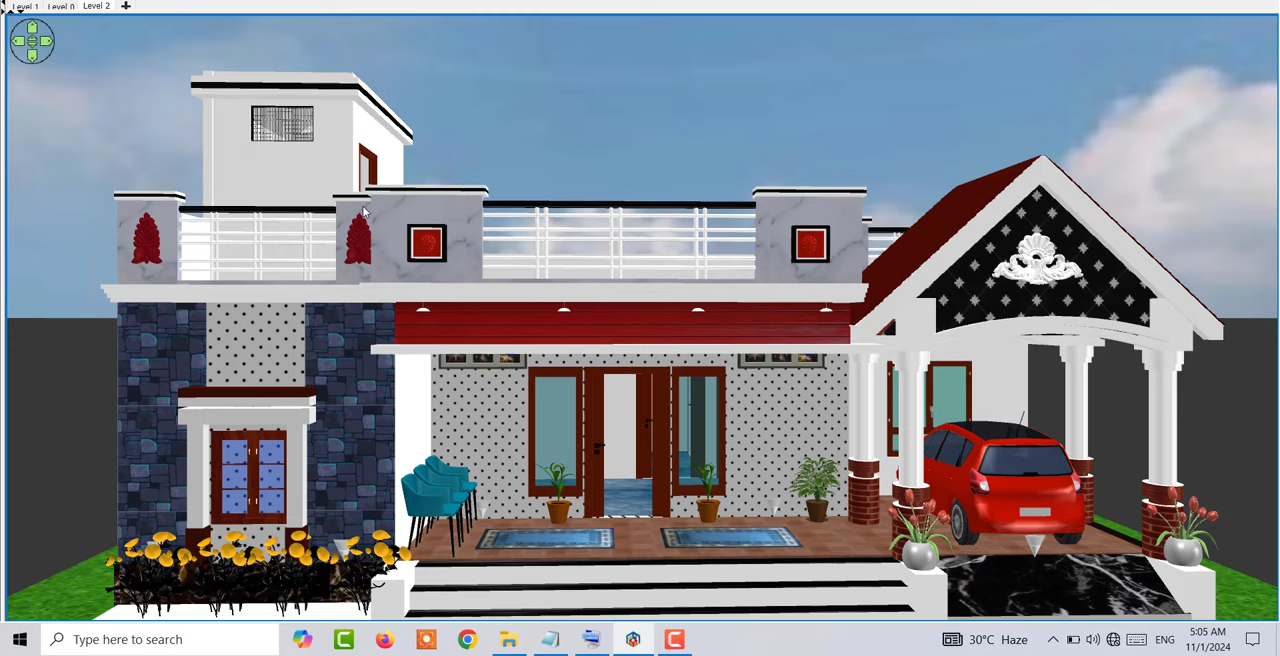 Level 1 Level 0 Level 2
Type here to search
30°C Haze
ENG
5:05 AM
11/1/2024